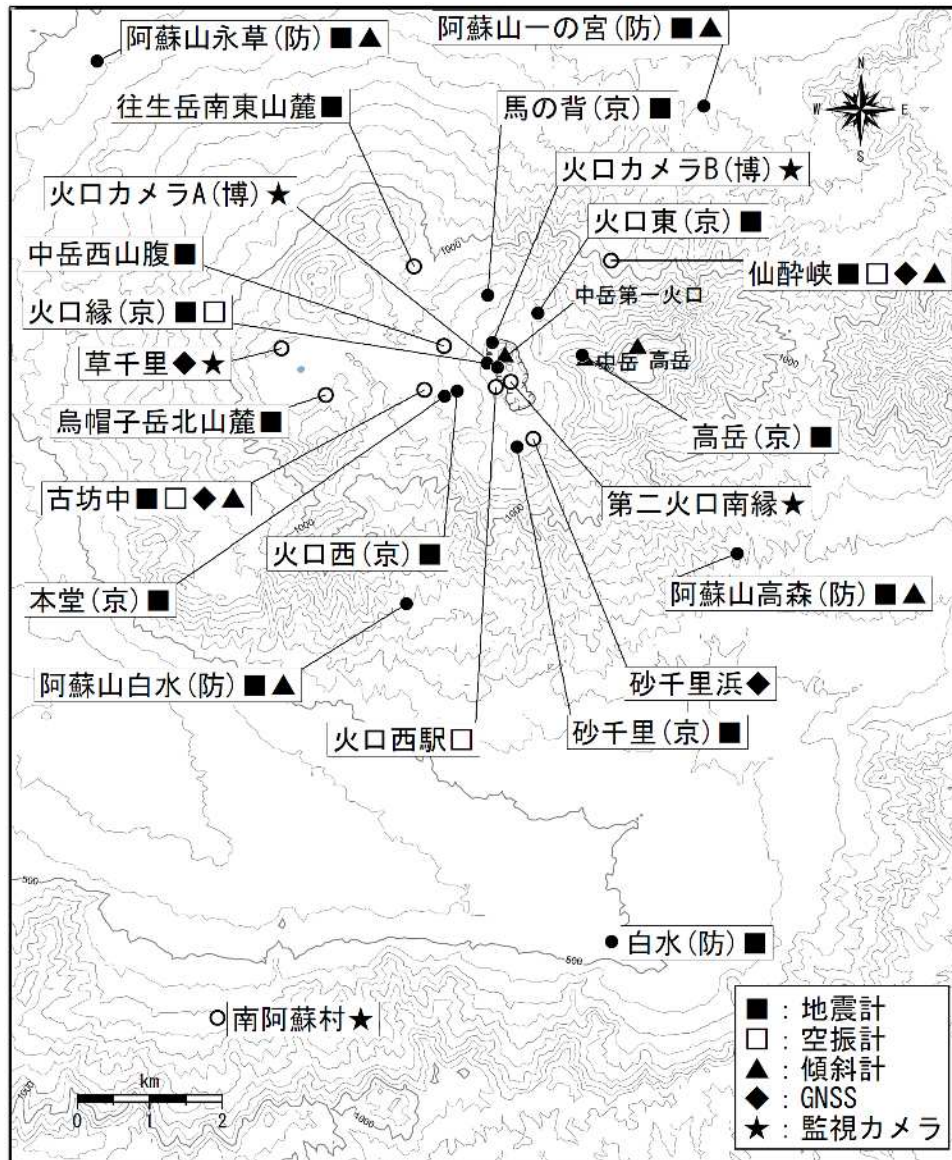 阿蘇山永草(防)■▲
阿蘇山一の宮(防)■▲
往生岳南東山麓■
馬の背(京)■
N
W
E
S
火口カメラA(博)★
火口カメラB(博)★
中岳西山腹■
火口東(京)■
1000
仙酔峡■□◆▲
火口縁(京)■□
中岳第一火口
草千里◆★
中岳
高岳
1000
1000
烏帽子岳北山麓■
高岳(京)■
古坊中■□◆▲
第二火口南縁★
1000
1000
火口西(京)■
本堂(京)■
阿蘇山高森(防)■▲
阿蘇山白水(防)■▲
砂千里浜◆
火口西駅□
砂千里(京)■
500
白水(防)■
500
南阿蘇村★
■:地震計
□:空振計
▲:傾斜計
◆:GNSS
★:監視カメラ
km
0 1 2
1000
1000